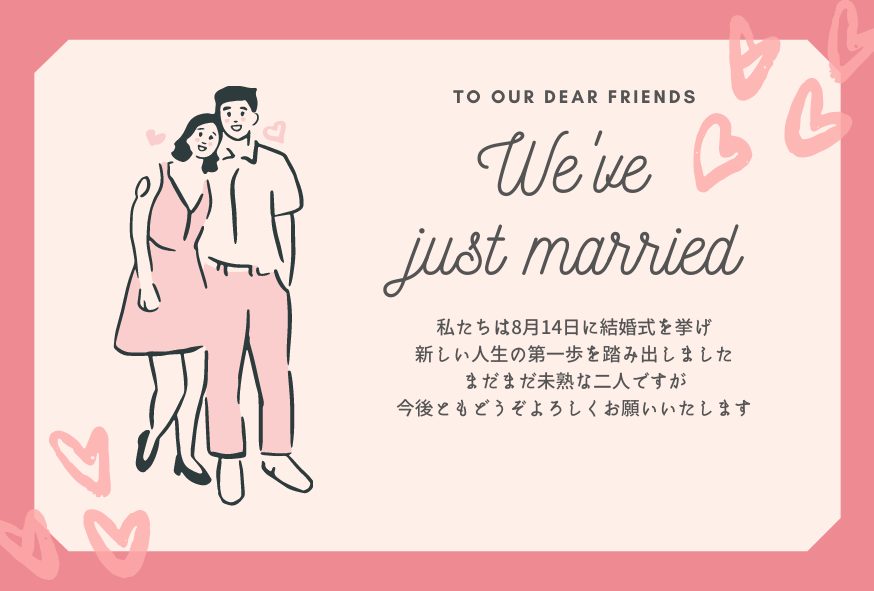 TO OUR DEAR FRIENDS
We've
just married
私たちは8月14日に結婚式を挙げ
新しい人生の第一歩を踏み出しました
まだまだ未熟な二人ですが
今後ともどうぞよろしくお願いいたします